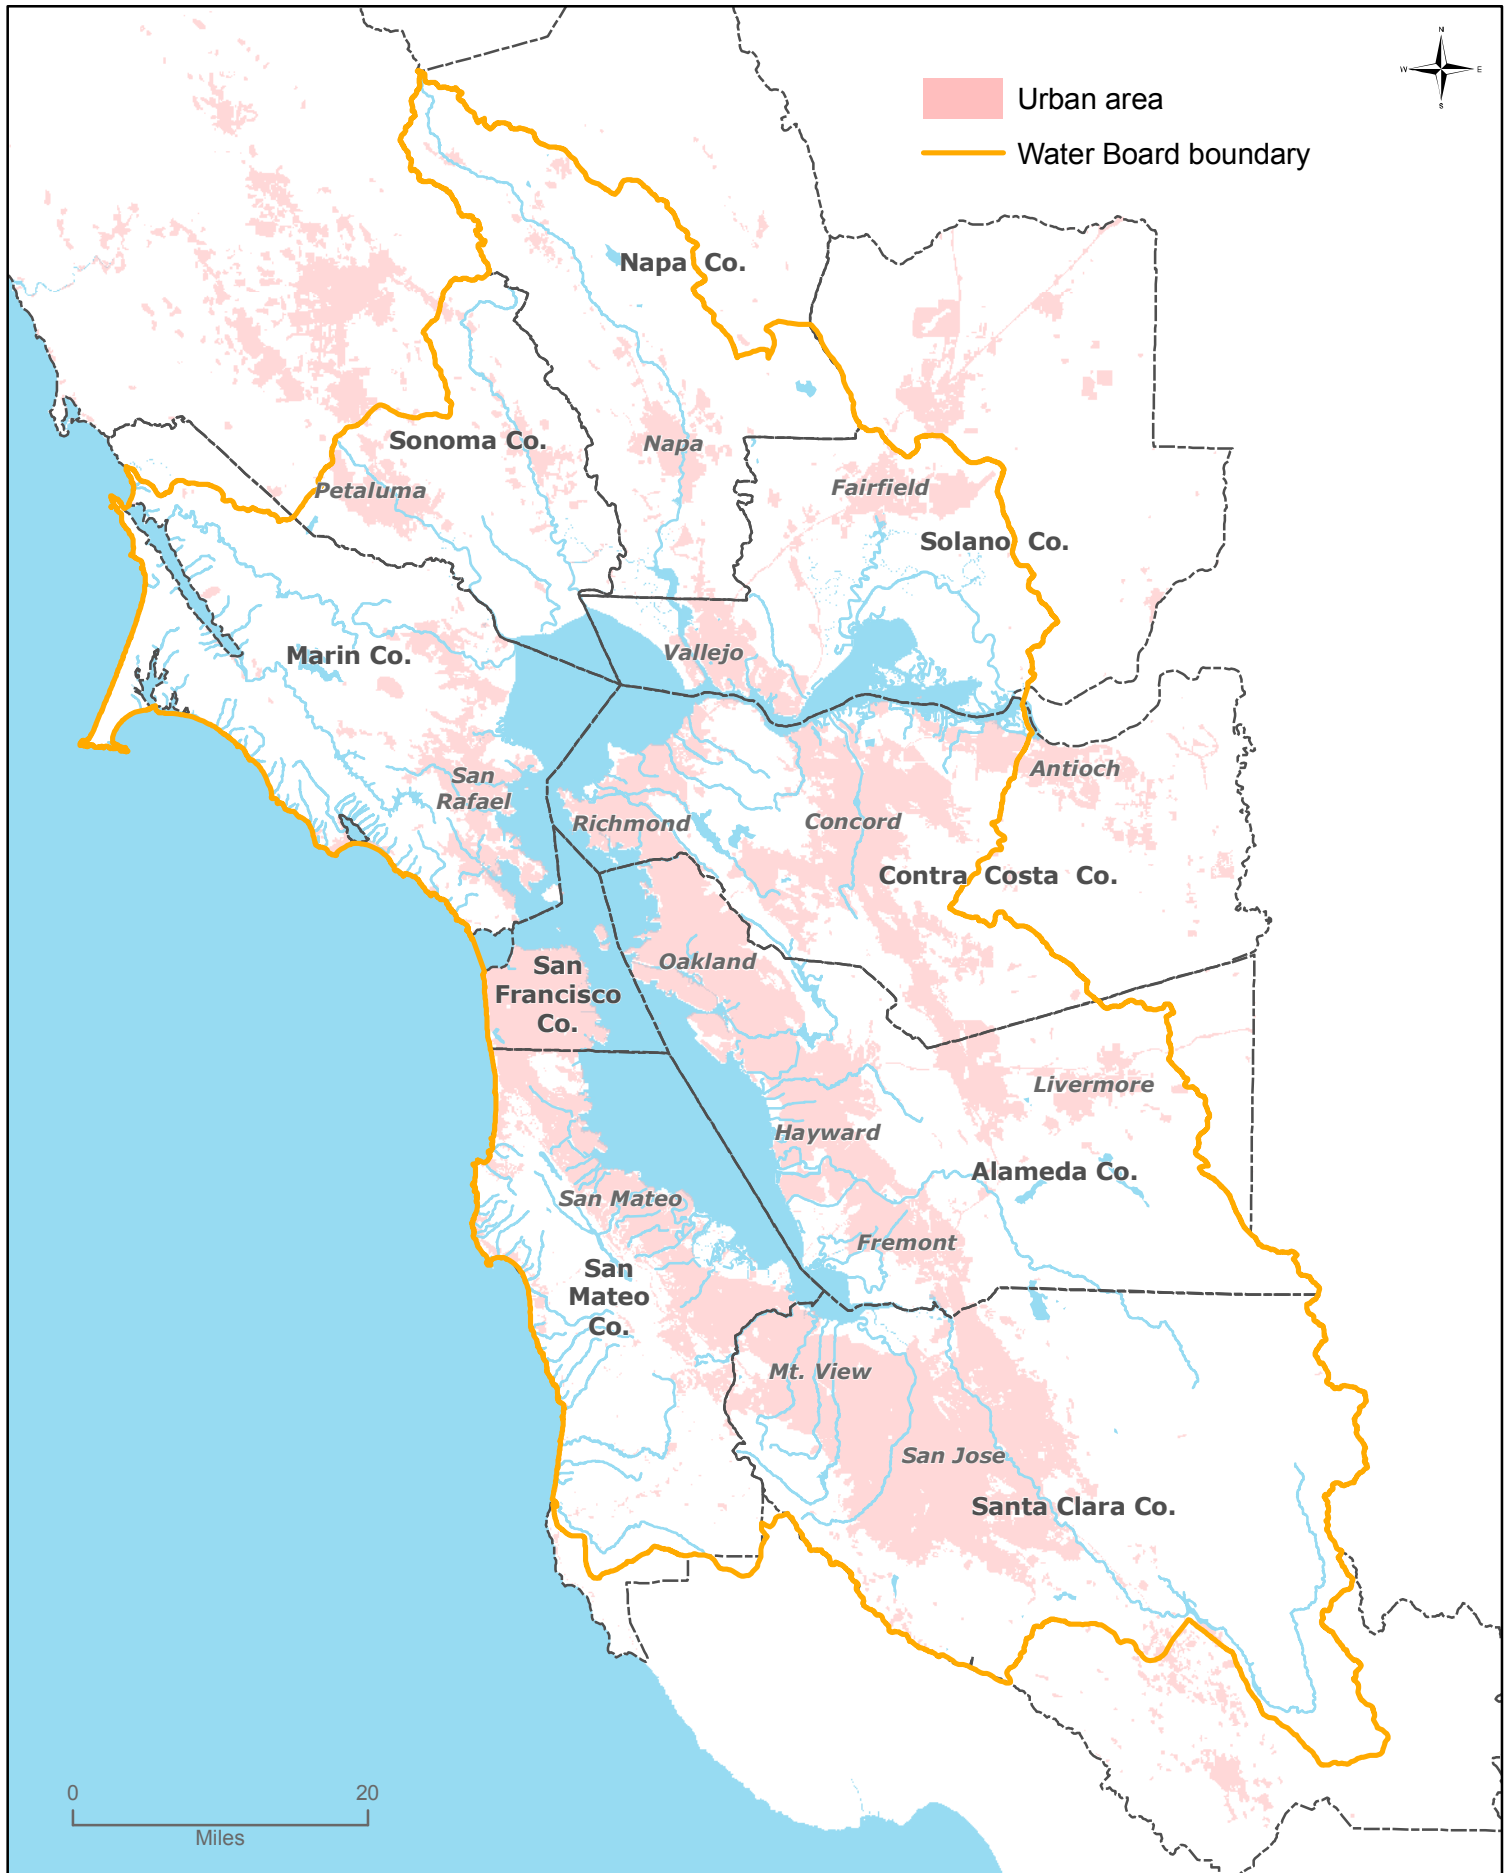 N
W E
S
Urban area
Water Board boundary
Napa Co.
Sonoma Co.
Napa
Petaluma
Fairfield
Solano Co.
Marin Co.
Vallejo
San
Rafael
Antioch
Richmond
Concord
Contra Costa Co.
Oakland
San
Francisco
Co.
Livermore
Hayward
Alameda Co.
San Mateo
Fremont
San
Mateo
Co.
Mt. View
San Jose
Santa Clara Co.
0 20
Miles